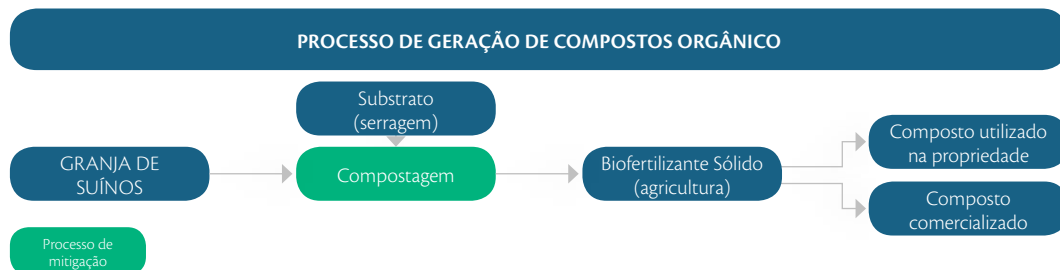 PROCESSO DE GERAÇÃO DE COMPOSTOS ORGÂNICO
Substrato
(serragem)
GRANJA DE
SUÍNOS
Compostagem
Biofertilizante Sólido
(agricultura)
Composto utilizado
na propriedade
Composto
comercializado
Processo de
mitigação